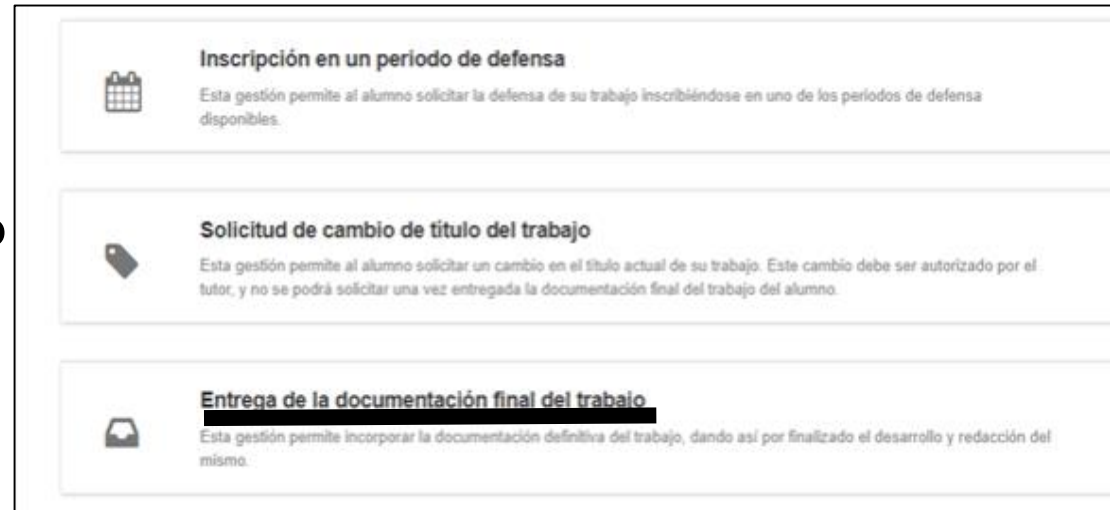 Inscripción en un periodo de defensa
Esta gestión permite al alumno solicitar la defensa de su trabajo inscribiéndose en uno de los periodos de defensa
disponibles.
Solicitud de cambio de título del trabajo
Esta gestión permite al alumno solicitar un cambio en el título actual de su trabajo. Este cambio debe ser autorizado por el
tutor, y no se podrá solicitar una vez entregada la documentación final del trabajo del alumno.
Entrega de la documentación final del trabajo
Esta gestión permite incorporar la documentación definitiva del trabajo, dando así por finalizado el desarrollo y redacción del
mismo.